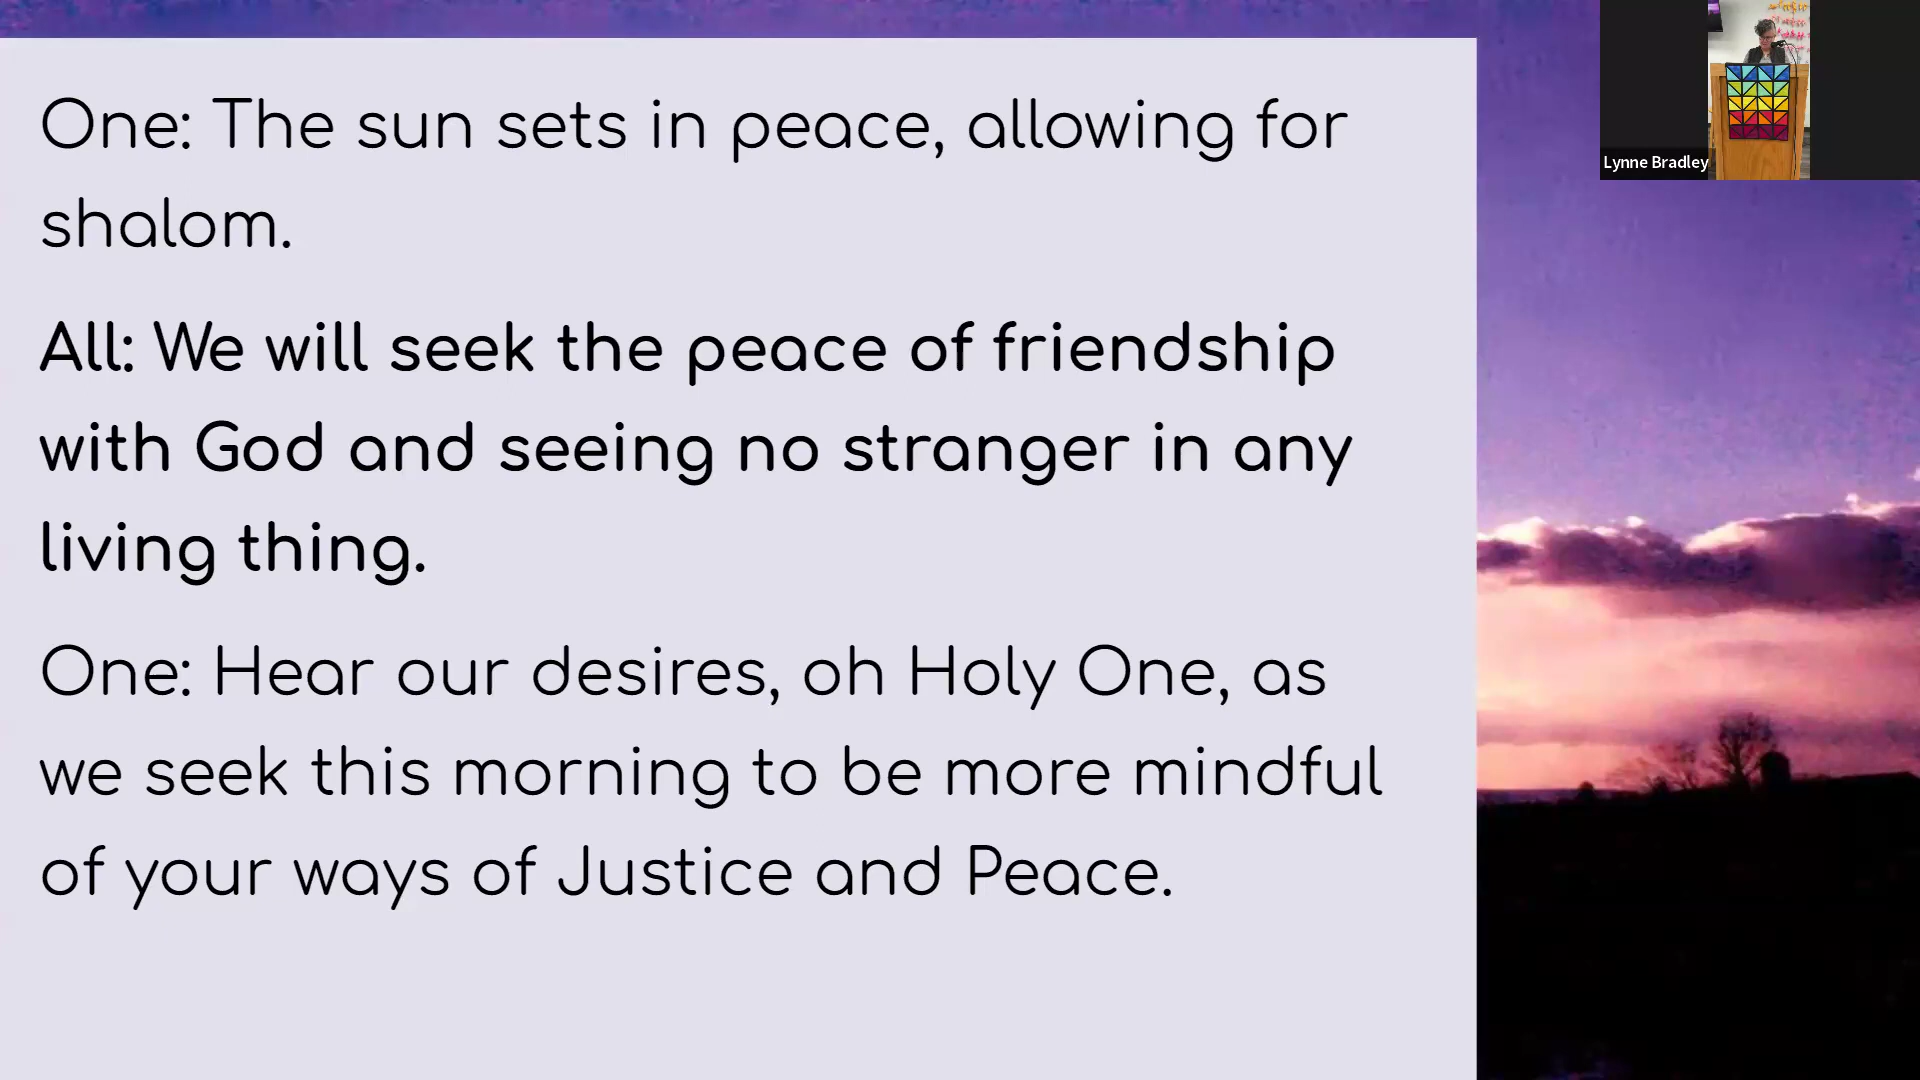 One: The sun sets in peace, allowing for
shalom.
All: We will seek the peace of friendship
with God and seeing no stranger in any
living thing.
One: Hear our desires, oh Holy One, as
we seek this morning to be more mindful
of your ways of Justice and Peace.
Lynne Bradley